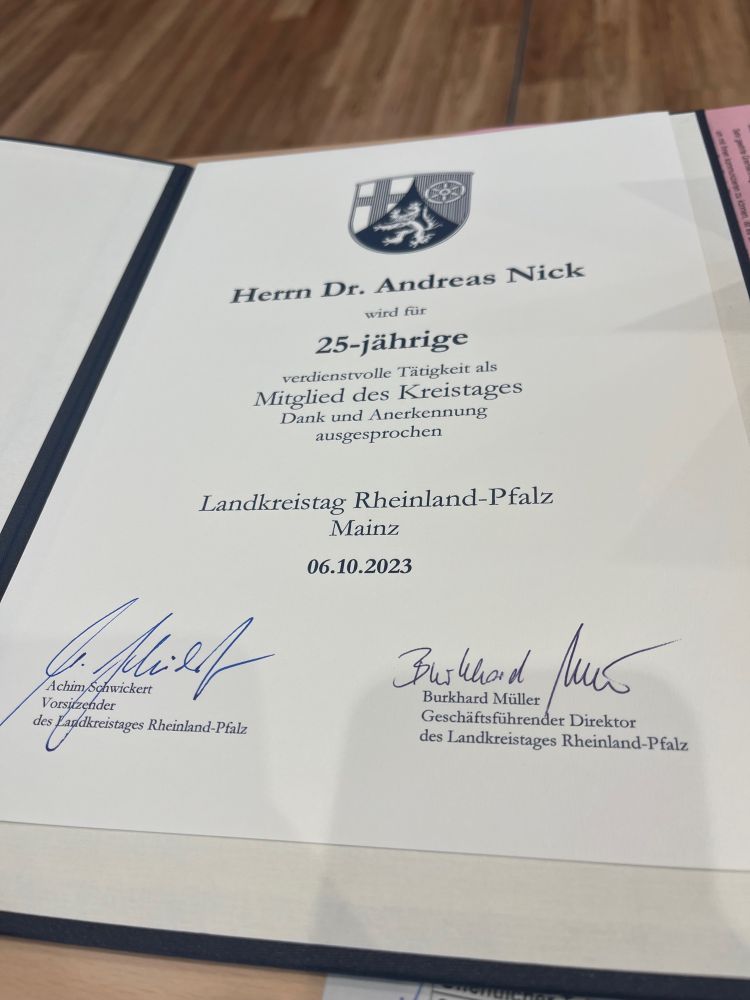 Herrn Dr. Andreas Nick
wird für
25-jährige
verdienstvolle Tätigkeit als
Mitglied des Kreistages
Dank und Anerkennung
ausgesprochen
Landkreistag Rheinland-Pfalz
Mainz
06.10.2023
Achim Schwickert
Vorsitzender
des Landkreistages Rheinland-Pfalz
Burkhard Müller
Burkhard Müller
Geschäftsführender Direktor
des Landkreistages Rheinland-Pfalz